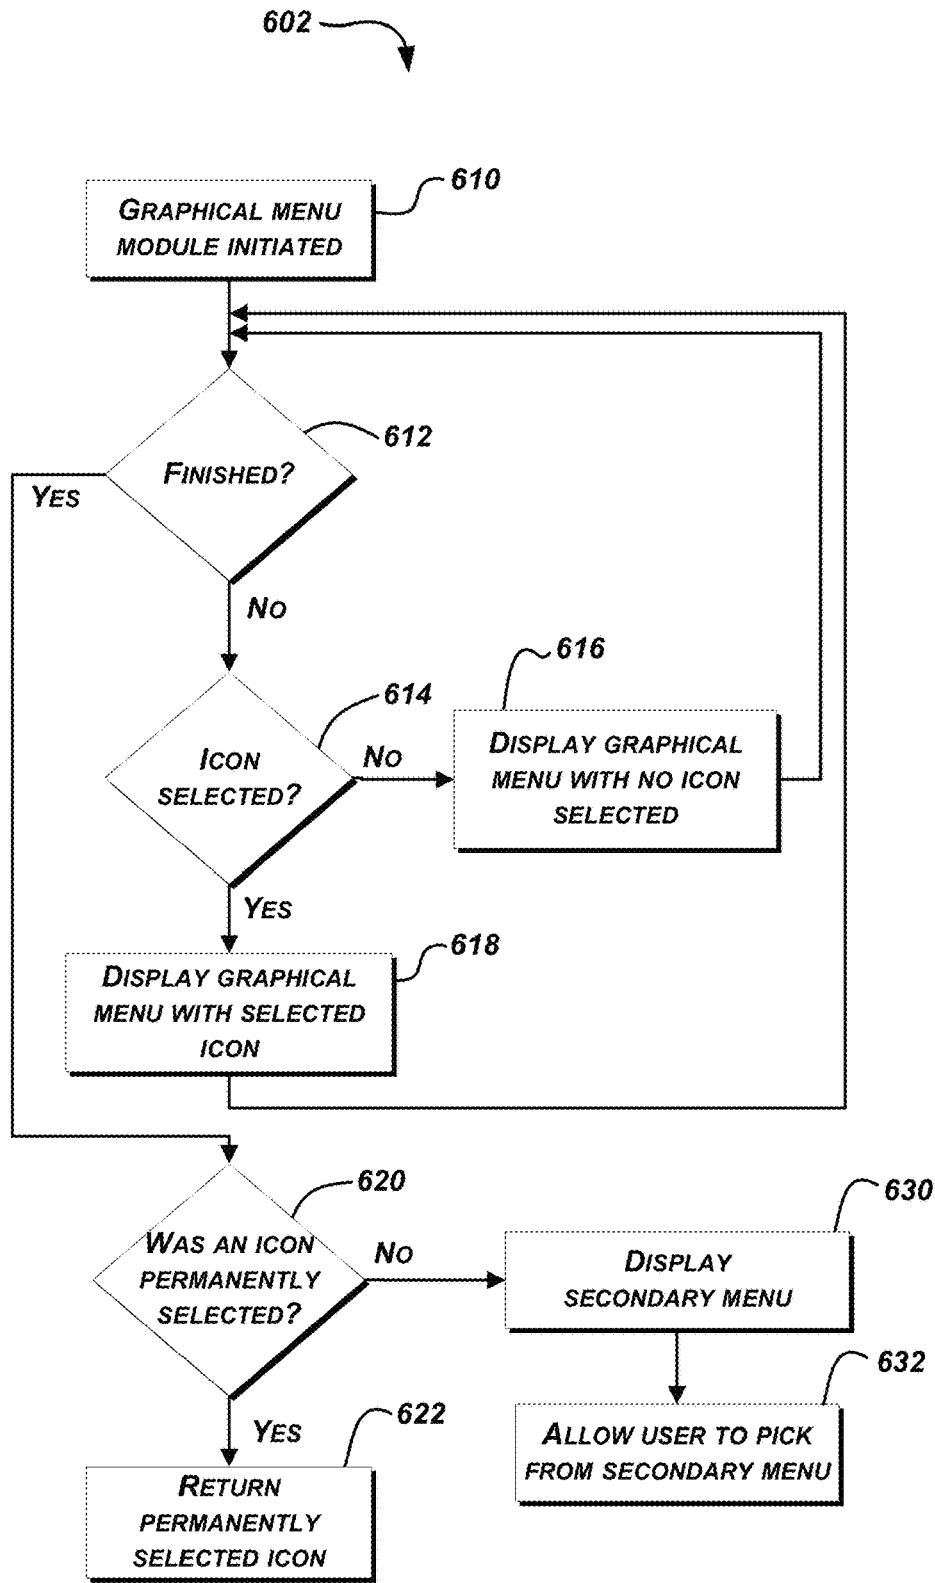 602
610
GRAPHICAL MENU
MODULE INITIATED
612
FINISHED?
YES
NO
614
616
ICON
SELECTED?
NO
DISPLAY GRAPHICAL
MENU WITH NO ICON
SELECTED
YES
618
DISPLAY GRAPHICAL
MENU WITH SELECTED
ICON
620
630
WAS AN ICON
PERMANENTLY
SELECTED?
NO
DISPLAY
SECONDARY MENU
632
YES
622
ALLOW USER TO PICK
FROM SECONDARY MENU
RETURN
PERMANENTLY
SELECTED ICON